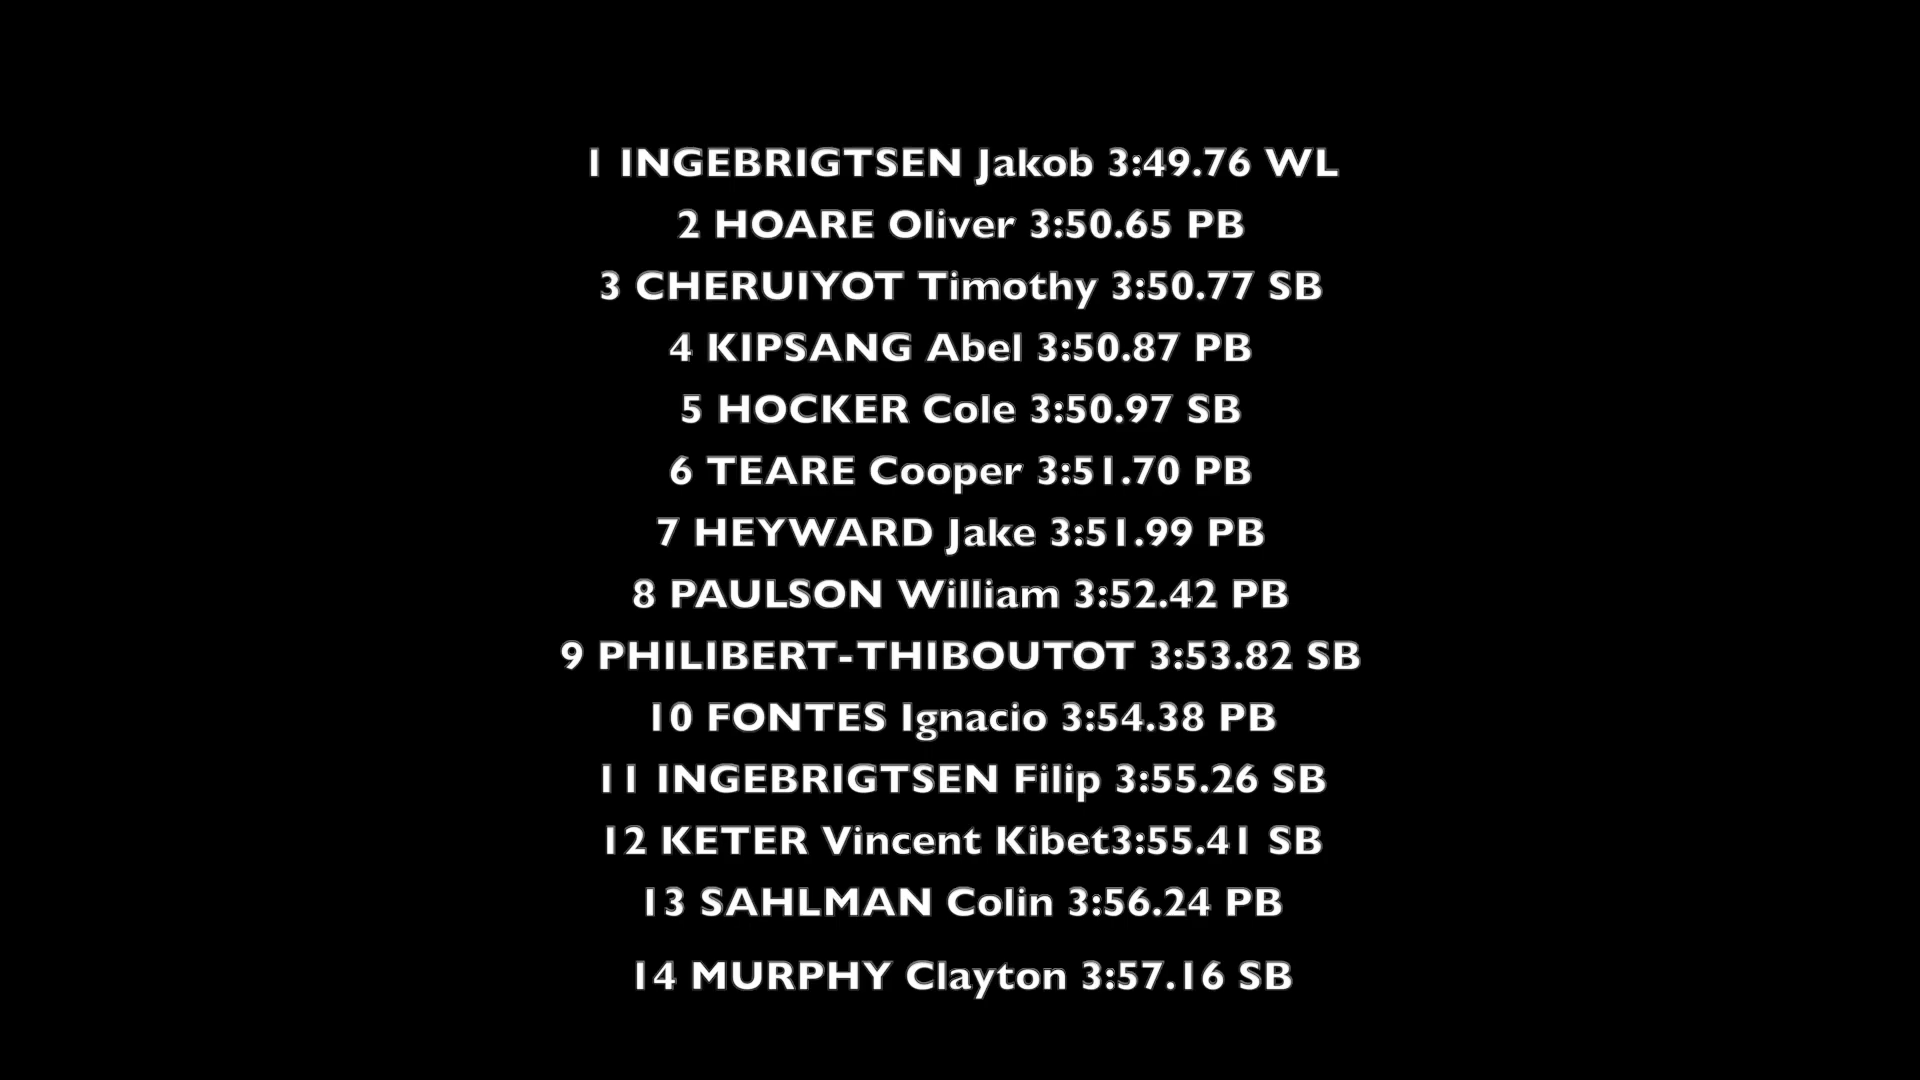 1 INGEBRIGTSEN Jakob 3:49.76 WL
2 HOARE Oliver 3:50.65 PB
3 CHERUIYOT Timothy 3:50.77 SB
4 KIPSANG Abel 3:50.87 PB
5 HOCKER Cole 3:50.97 SB
6 TEARE Cooper 3:51.70 PB
7 HEYWARD Jake 3:51.99 PB
8 PAULSON William 3:52.42 PB
9 PHILIBERT-THIBOUTOT 3:53.82 SB
10 FONTES Ignacio 3:54.38 PB
11 INGEBRIGTSEN Filip 3:55.26 SB
12 KETER Vincent Kibet3:55.41 SB
13 SAHLMAN Colin 3:56.24 PB
14 MURPHY Clayton 3:57.16 SB